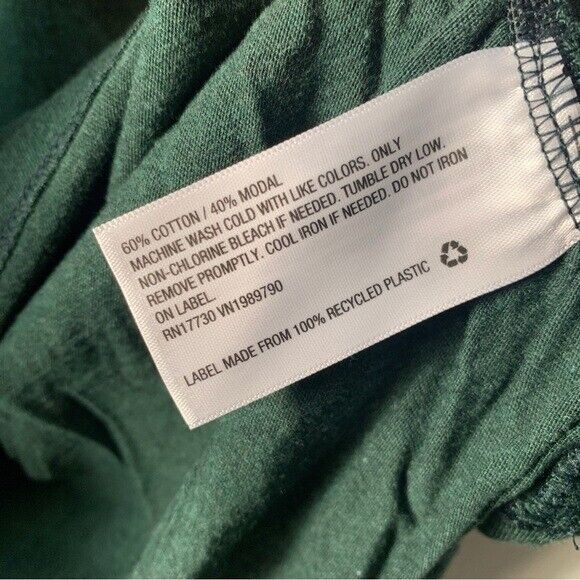 60% COTTON / 40% MODAL
MACHINE WASH COLD WITH LIKE COLORS. ONLY
NON-CHLORINE BLEACH IF NEEDED. TUMBLE DRY LOW.
REMOVE PROMPTLY. COOL IRON IF NEEDED. DO NOT IRON
ON LABEL
RN17730 VN1989790
LABEL MADE FROM 100% RECYCLED PLASTIC